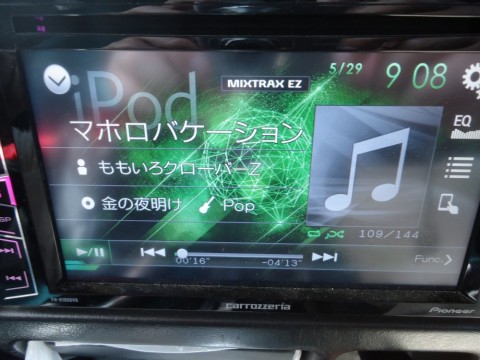 iPod
MIXTRAX EZ
5/29
9 08
マホロバケーション
EQ
ももいろクローバーZ
金の夜明け
Pop
109/144
00'16"
-04'13"
Func.
carrozzeria
Pioneer